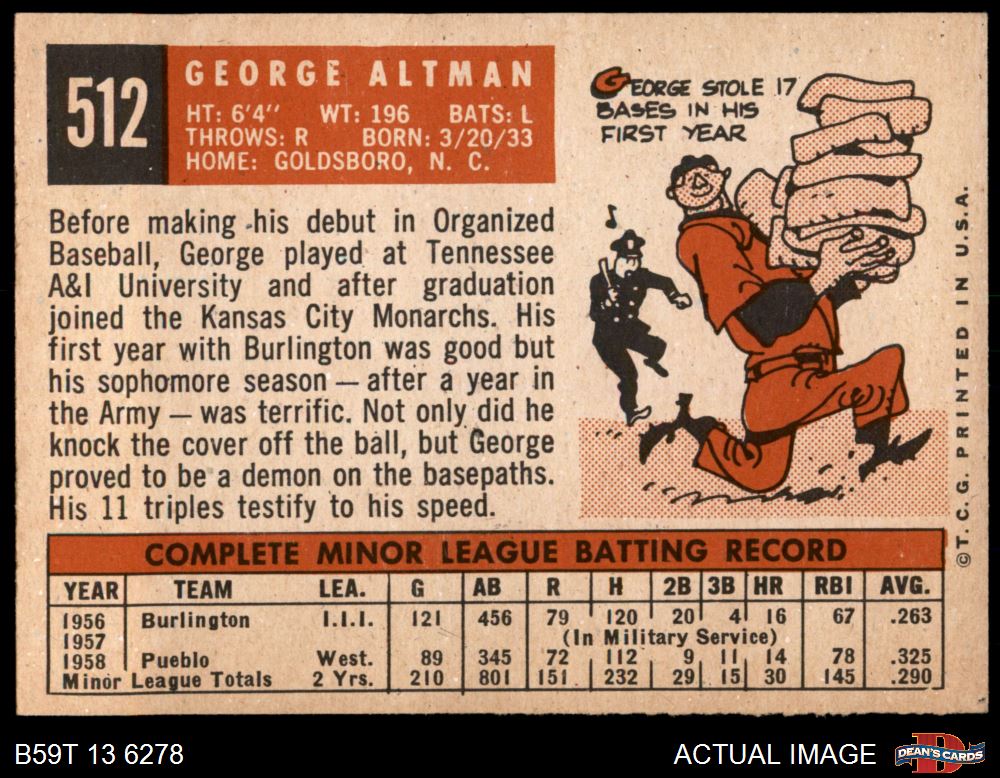 512
GEORGE ALTMAN
HT: 6'4" WT: 196 BATS: L
THROWS: R BORN: 3/20/33
HOME: GOLDSBORO, N. C.
GEORGE STOLE 17
BASES IN HIS
FIRST YEAR
Before making his debut in Organized
Baseball, George played at Tennessee
A&I University and after graduation
joined the Kansas City Monarchs. His
first year with Burlington was good but
his sophomore season — after a year in
the Army — was terrific. Not only did he
knock the cover off the ball, but George
proved to be a demon on the basepaths.
His 11 triples testify to his speed.
©T. C. G. PRINTED IN U.S.A.
COMPLETE MINOR LEAGUE BATTING RECORD
YEAR TEAM LEA. G AB R H 2B 3B HR RBI AVG.
1956 Burlington I.I.I. 121 456 79 120 20 4 16 67 .263
1957 (In Military Service)
1958 Pueblo West. 89 345 72 112 9 11 14 78 .325
Minor League Totals 2 Yrs. 210 801 151 232 29 15 30 145 .290
B59T 13 6278
ACTUAL IMAGE
DEAN'S CARDS